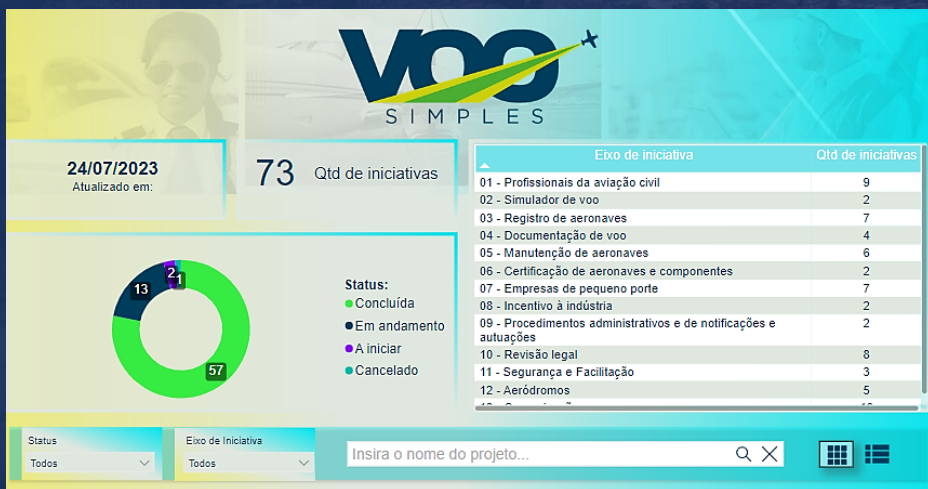 VOO
SIMPLES
24/07/2023
Atualizado em:
73 Qtd de iniciativas
Eixo de iniciativa Qtd de iniciativas
01 - Profissionais da aviação civil 9
02 - Simulador de voo 2
03 - Registro de aeronaves 7
04 - Documentação de voo 4
05 - Manutenção de aeronaves 6
06 - Certificação de aeronaves e componentes 2
07 - Empresas de pequeno porte 7
08 - Incentivo à indústria 2
09 - Procedimentos administrativos e de notificações e 2
autuações
10 - Revisão legal 8
11 - Segurança e Facilitação 3
12 - Aeródromos 5
13
2
1
57
Status:
Concluída
Em andamento
A iniciar
Cancelado
Status
Todos
Eixo de Iniciativa
Todos
Insira o nome do projeto...